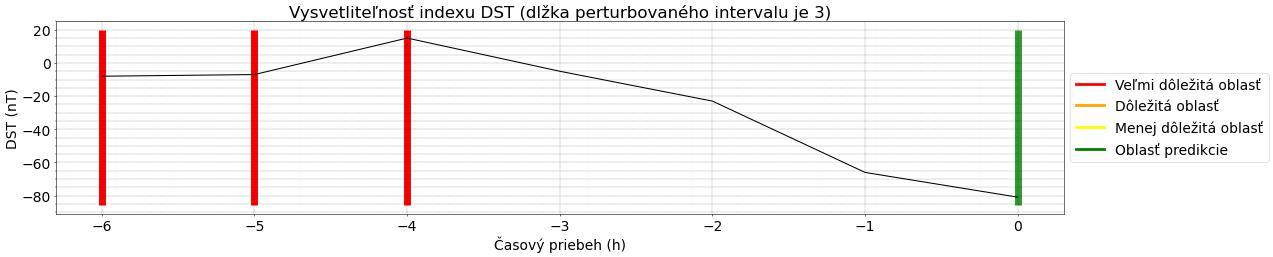 Vysvetliteľnosť indexu DST (dlžka perturbovaného intervalu je 3)
20
0
−20
−40
−60
−80
DST (nT)
−6 −5 −4 −3 −2 −1 0
Časový priebeh (h)
Veľmi dôležitá oblasť
Dôležitá oblasť
Menej dôležitá oblasť
Oblasť predikcie